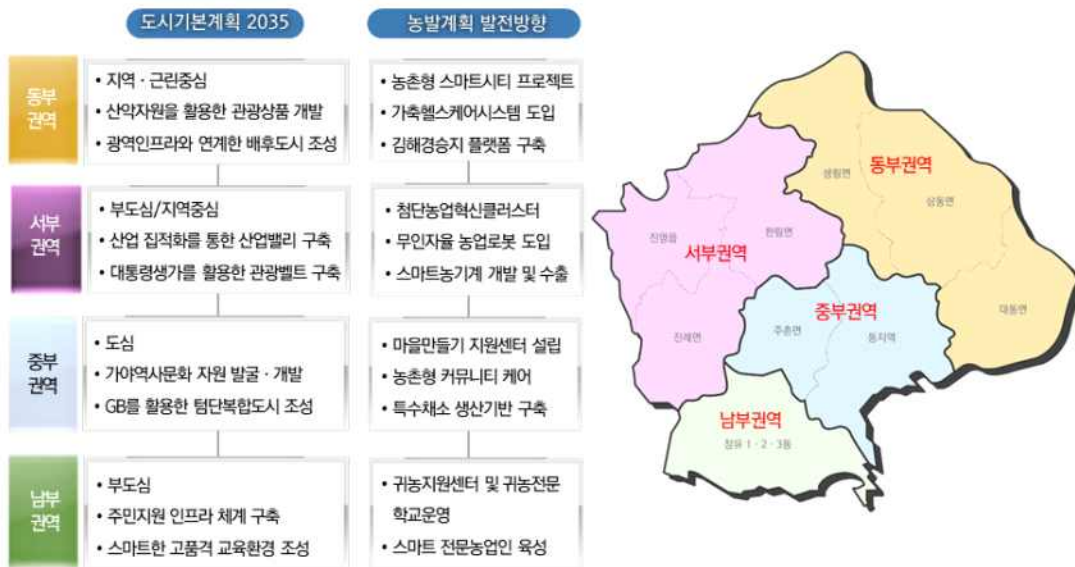 도시기본계획 2035
농발계획 발전방향
동부
권역
• 지역 · 근린중심
• 산악자원을 활용한 관광상품 개발
• 광역인프라와 연계한 배후도시 조성
• 농촌형 스마트시티 프로젝트
• 가축헬스케어시스템 도입
• 김해경승지 플랫폼 구축
서부
권역
• 부도심/지역중심
• 산업 집적화를 통한 산업밸리 구축
• 대통령생가를 활용한 관광벨트 구축
• 첨단농업혁신클러스터
• 무인자율 농업로봇 도입
• 스마트농기계 개발 및 수출
중부
권역
• 도심
• 가야역사문화 자원 발굴 · 개발
• GB를 활용한 텀단복합도시 조성
• 마을만들기 지원센터 설립
• 농촌형 커뮤니티 케어
• 특수채소 생산기반 구축
남부
권역
• 부도심
• 주민지원 인프라 체계 구축
• 스마트한 고품격 교육환경 조성
• 귀농지원센터 및 귀농전문
학교운영
• 스마트 전문농업인 육성
동부권역
생림면
상동면
대동면
서부권역
진영읍
한림면
진례면
중부권역
주촌면
동지역
남부권역
장유 1 · 2 · 3동